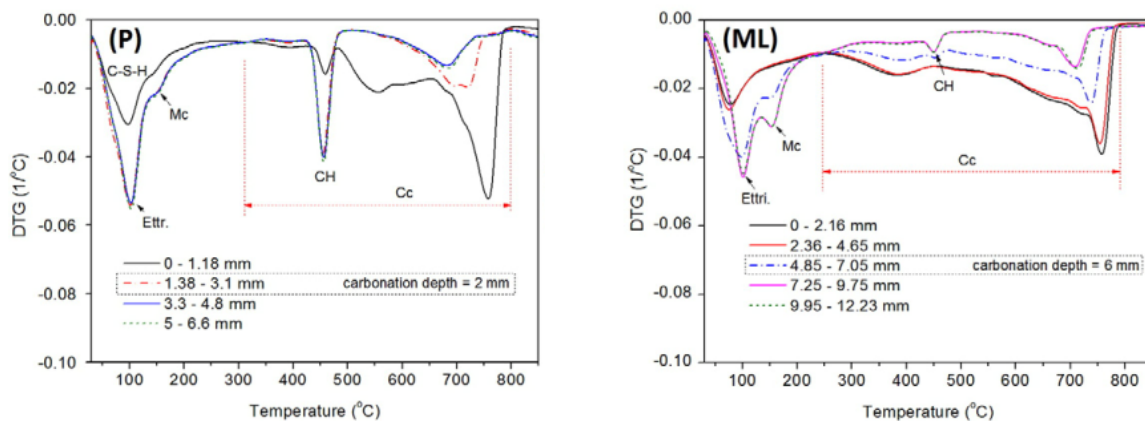 (P)
0.00
-0.02
-0.04
-0.06
-0.08
-0.10
DTG (1/°C)
C-S-H
Mc
Ettr.
CH
Cc
0 - 1.18 mm
1.38 - 3.1 mm carbonation depth = 2 mm
3.3 - 4.8 mm
5 - 6.6 mm
100 200 300 400 500 600 700 800
Temperature (°C)
(ML)
0.00
-0.02
-0.04
-0.06
-0.08
-0.10
DTG (1/°C)
CH
Mc
Cc
Ettri.
0 - 2.16 mm
2.36 - 4.65 mm
4.85 - 7.05 mm carbonation depth = 6 mm
7.25 - 9.75 mm
9.95 - 12.23 mm
100 200 300 400 500 600 700 800
Temperature (°C)